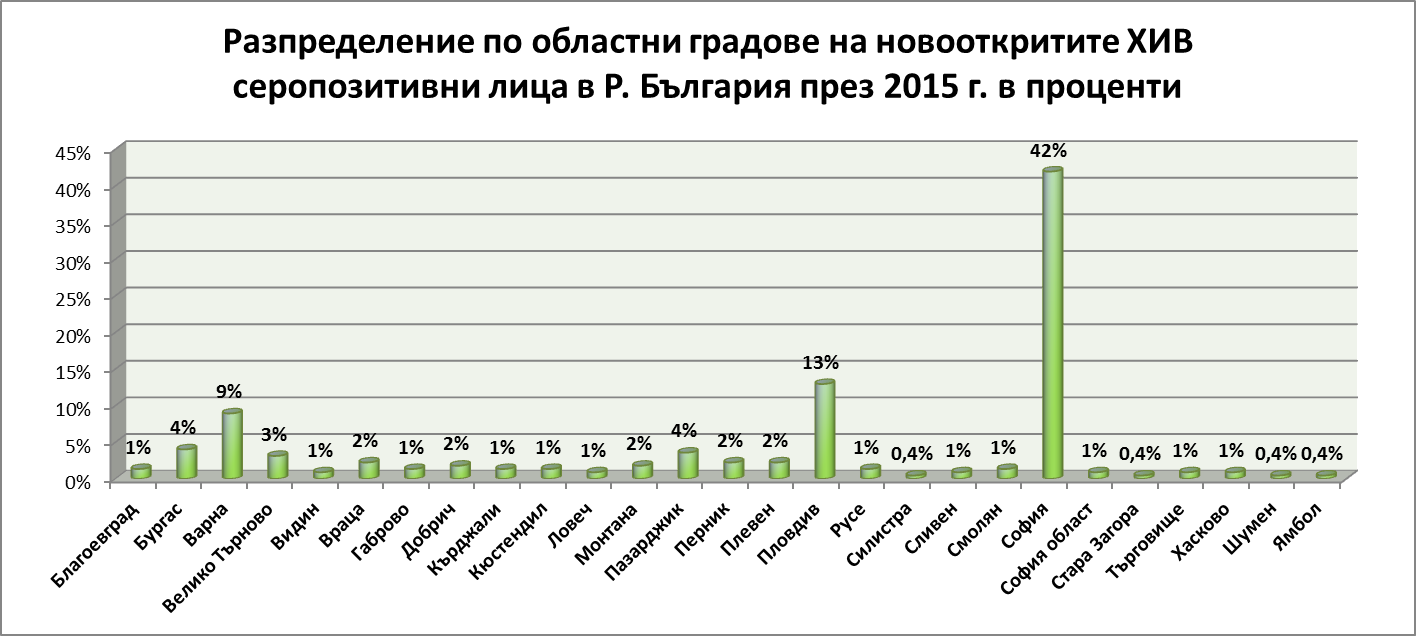 Разпределение по областни градове на новооткритите ХИВ
серопозитивни лица в Р. България през 2015 г. в проценти
45%
40%
35%
30%
25%
20%
15%
10%
5%
0%
1%
4%
9%
3%
1%
2%
1%
2%
1%
1%
1%
2%
4%
2%
2%
13%
1%
0,4%
1%
1%
42%
1%
0,4%
1%
1%
0,4%
0,4%
Благоевград
Бургас
Варна
Велико Търново
Видин
Враца
Габрово
Добрич
Кърджали
Кюстендил
Ловеч
Монтана
Пазарджик
Перник
Плевен
Пловдив
Русе
Силистра
Сливен
Смолян
София
София област
Стара Загора
Търговище
Хасково
Шумен
Ямбол